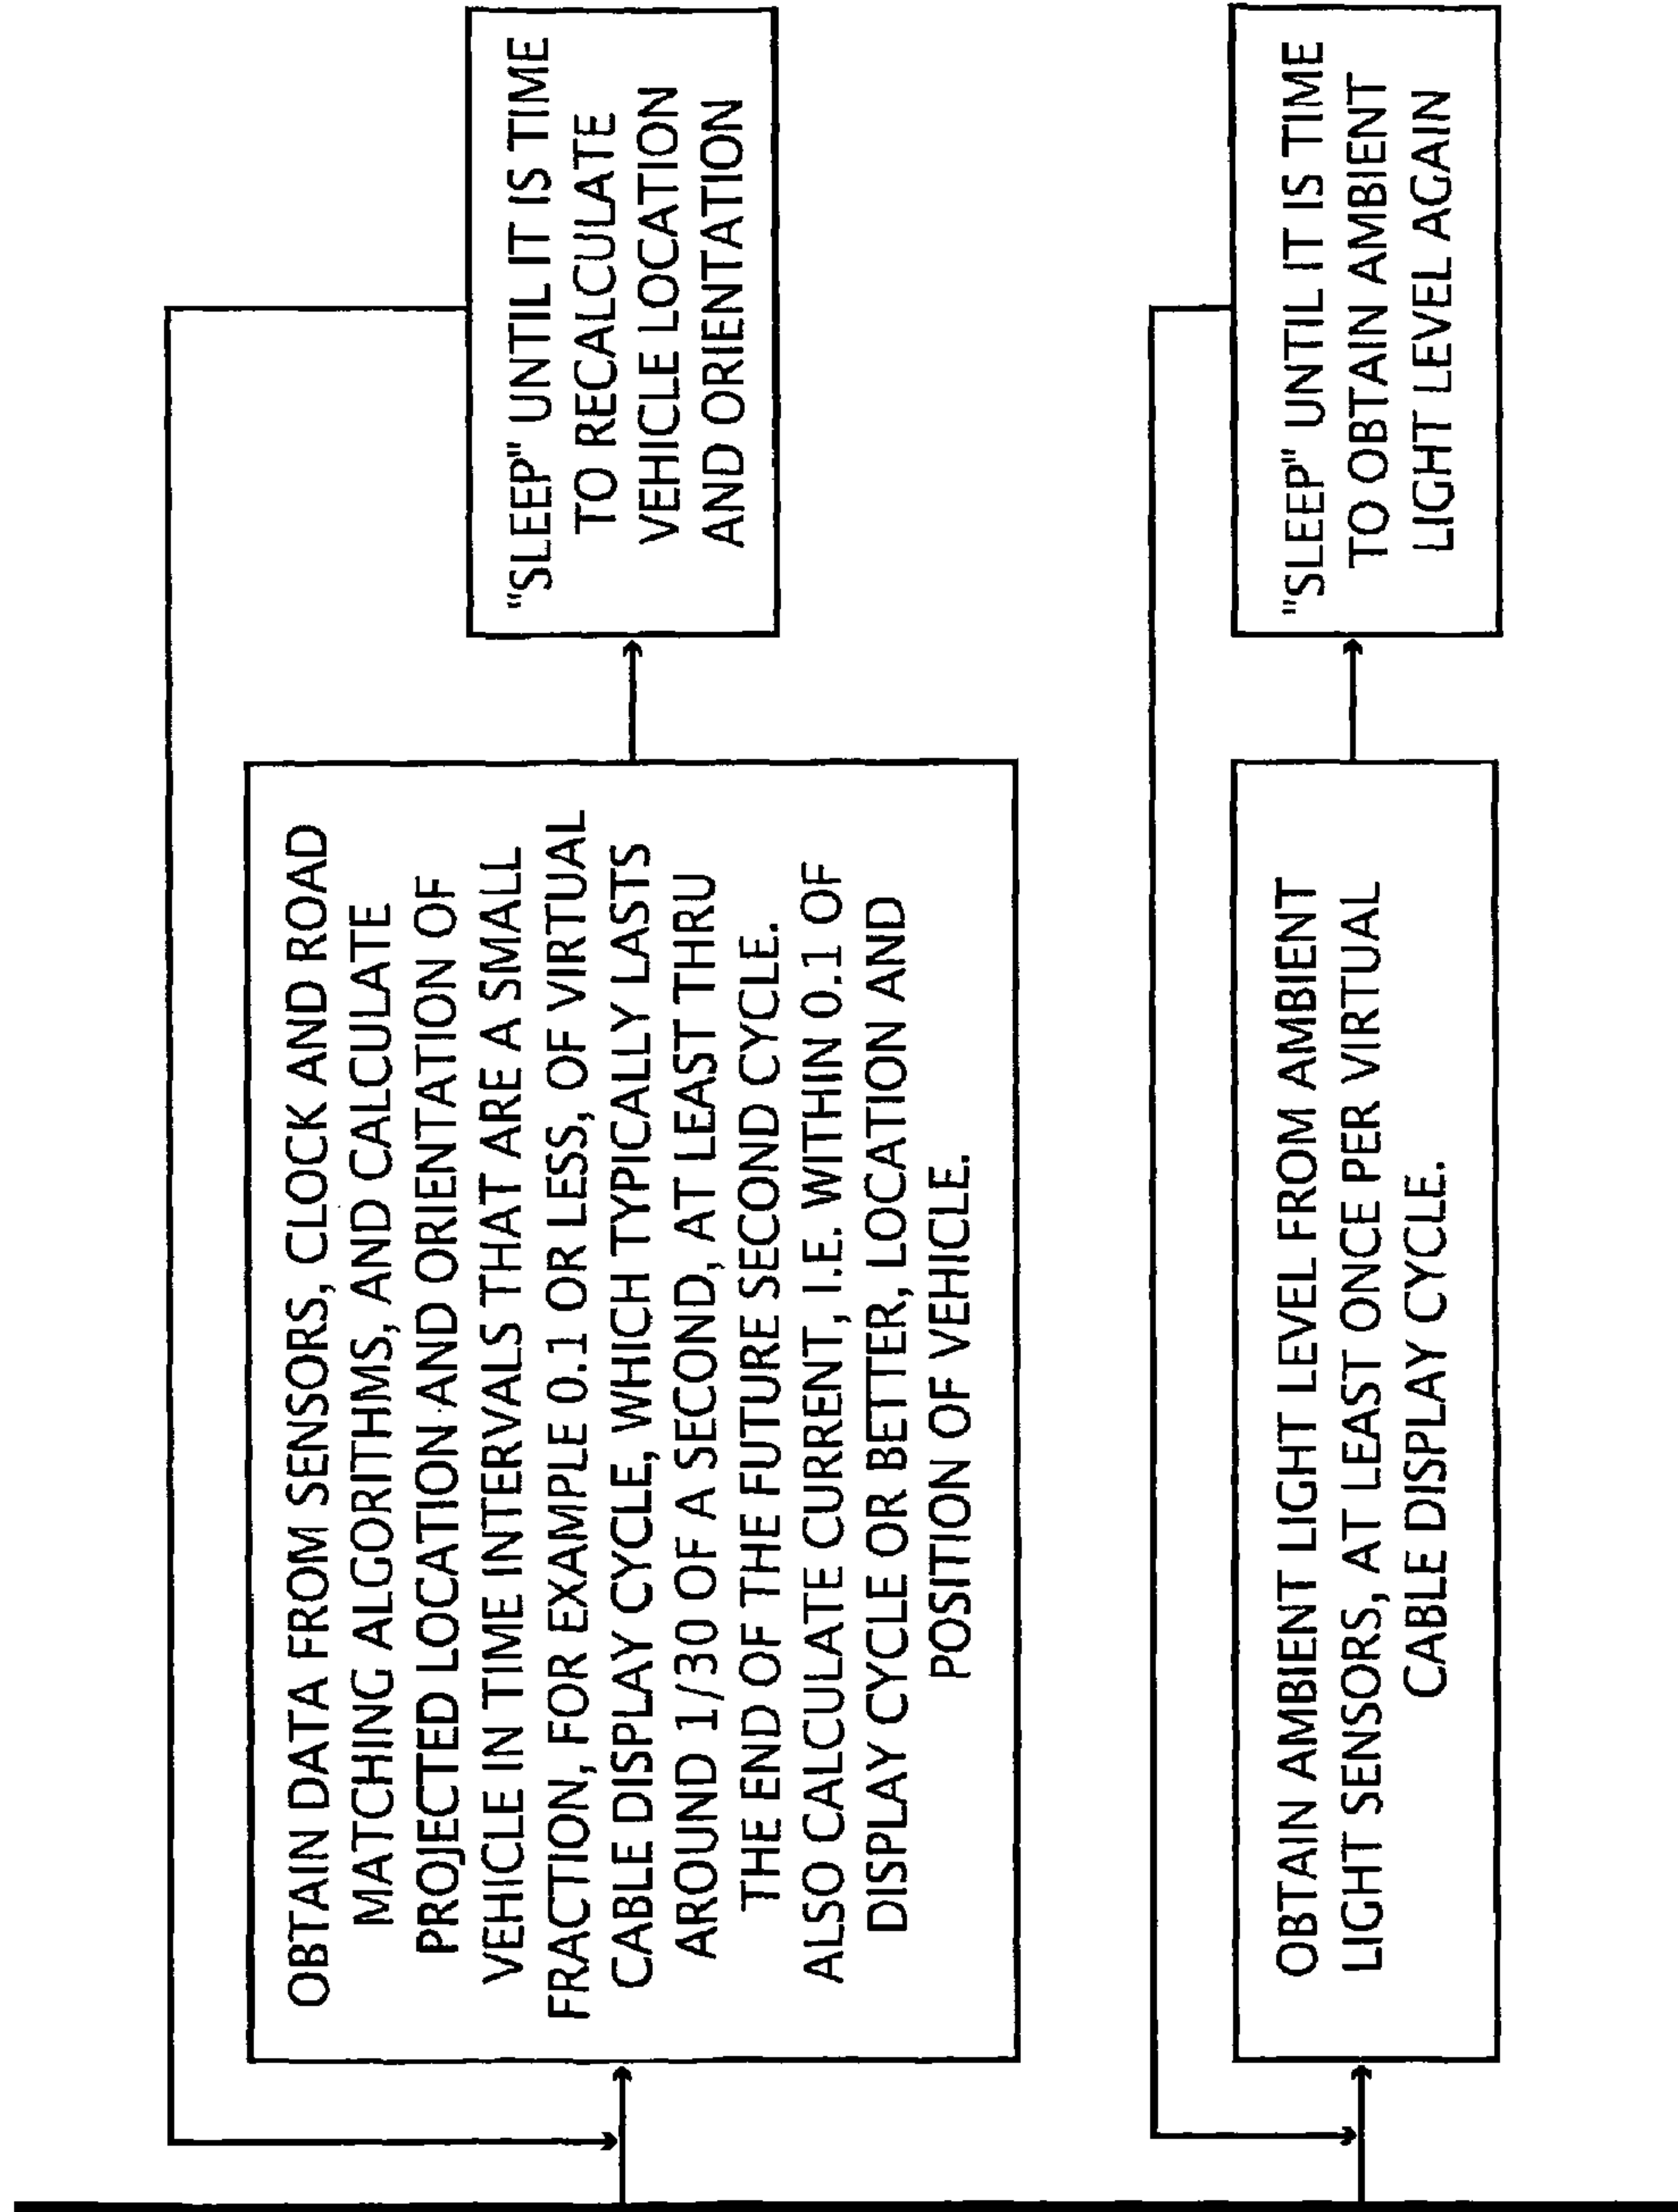 OBTAIN DATA FROM SENSORS, CLOCK AND ROAD
MATCHING ALGORITHMS, AND CALCULATE
PROJECTED LOCATION AND ORIENTATION OF
VEHICLE IN TIME INTERVALS THAT ARE A SMALL
FRACTION, FOR EXAMPLE 0.1 OR LESS, OF VIRTUAL
CABLE DISPLAY CYCLE, WHICH TYPICALLY LASTS
AROUND 1/30 OF A SECOND, AT LEAST THRU
THE END OF THE FUTURE SECOND CYCLE.
ALSO CALCULATE CURRENT, I.E. WITHIN 0.1 OF
DISPLAY CYCLE OR BETTER, LOCATION AND
POSITION OF VEHICLE.
"SLEEP" UNTIL IT IS TIME
TO RECALCULATE
VEHICLE LOCATION
AND ORIENTATION
OBTAIN AMBIENT LIGHT LEVEL FROM AMBIENT
LIGHT SENSORS, AT LEAST ONCE PER VIRTUAL
CABLE DISPLAY CYCLE.
"SLEEP" UNTIL IT IS TIME
TO OBTAIN AMBIENT
LIGHT LEVEL AGAIN